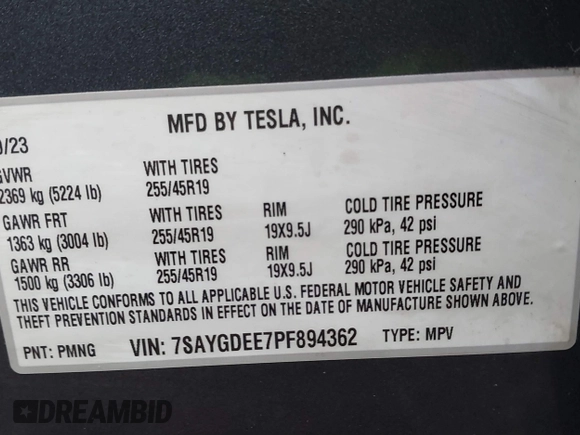 MFD BY TESLA, INC.
/23
GVWR WITH TIRES
2369 kg (5224 lb) 255/45R19
GAWR FRT WITH TIRES RIM COLD TIRE PRESSURE
1363 kg (3004 lb) 255/45R19 19X9.5J 290 kPa, 42 psi
GAWR RR WITH TIRES RIM COLD TIRE PRESSURE
1500 kg (3306 lb) 255/45R19 19X9.5J 290 kPa, 42 psi
THIS VEHICLE CONFORMS TO ALL APPLICABLE U.S. FEDERAL MOTOR VEHICLE SAFETY AND
THEFT PREVENTION STANDARDS IN EFFECT ON THE DATE OF MANUFACTURE SHOWN ABOVE.
PNT: PMNG VIN: 7SAYGDEE7PF894362 TYPE: MPV
DREAMBID